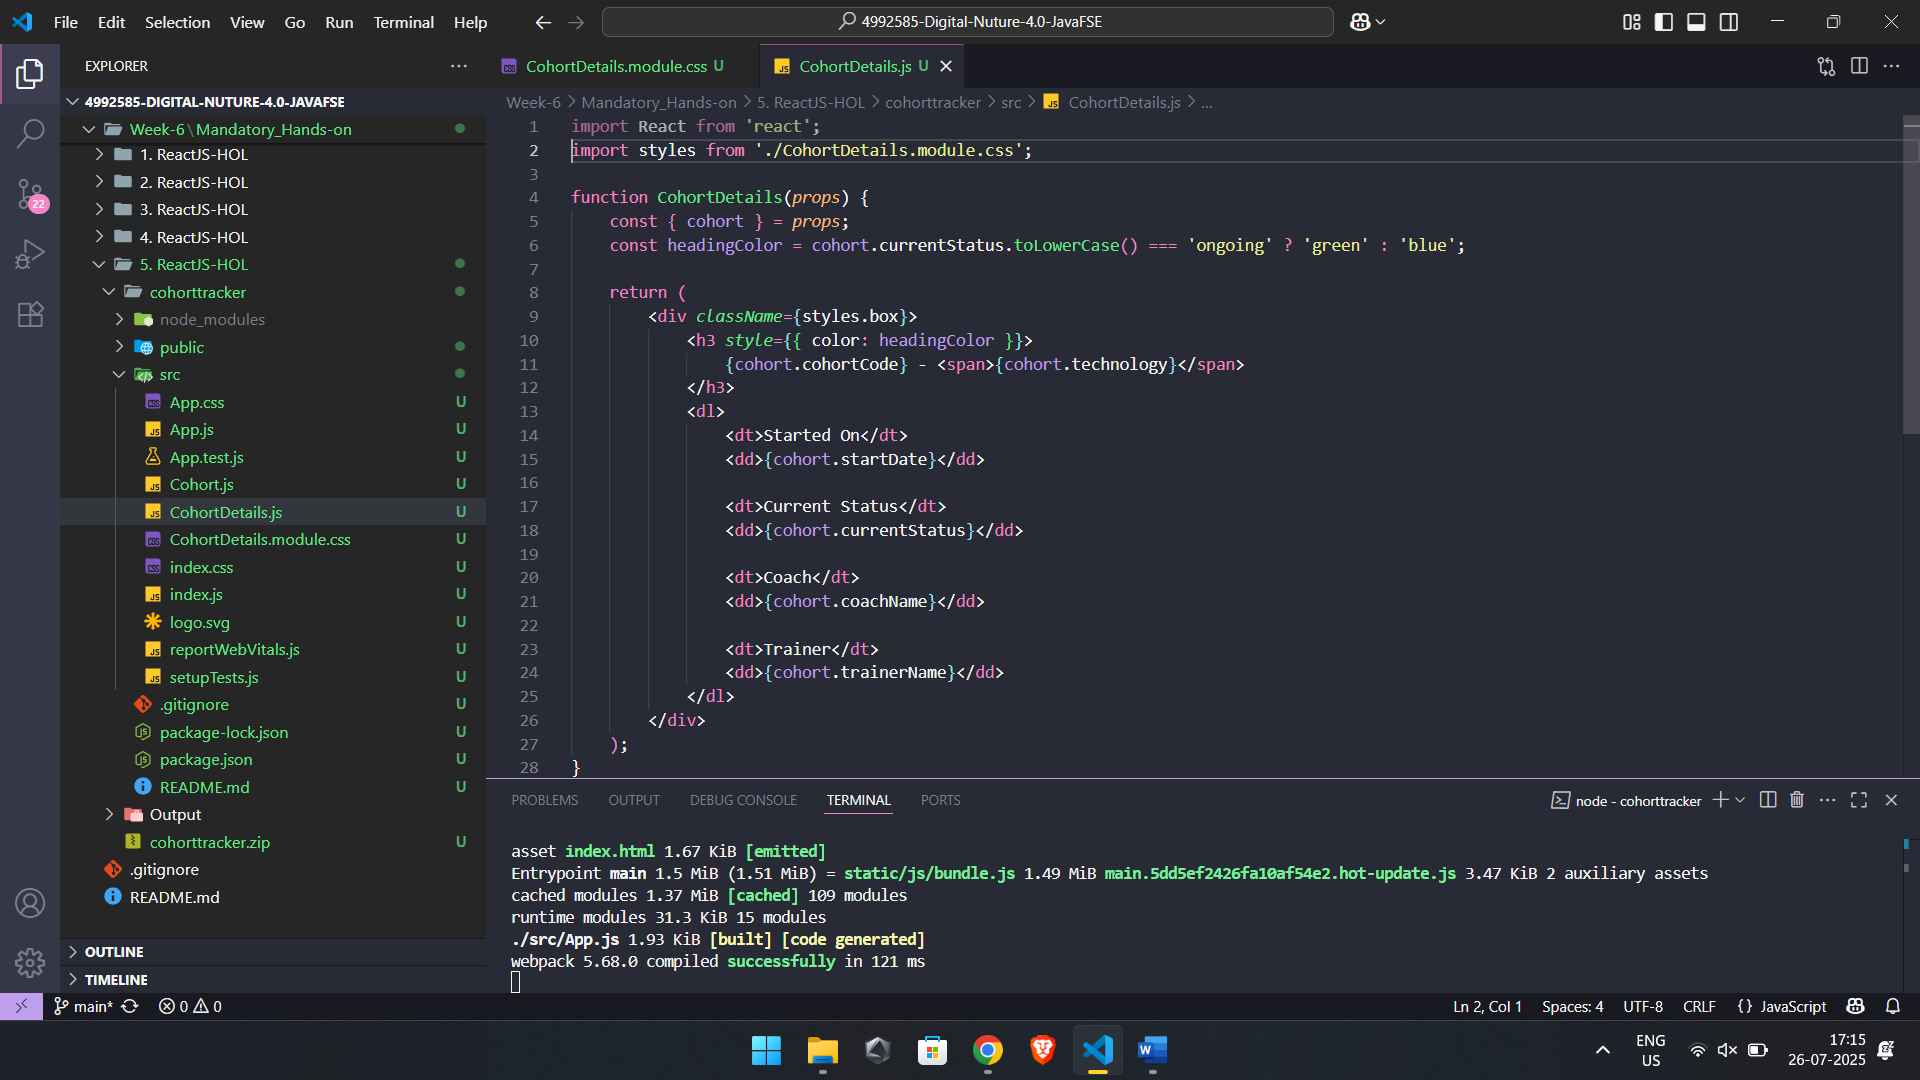 File Edit Selection View Go Run Terminal Help
4992585-Digital-Nuture-4.0-JavaFSE
EXPLORER
4992585-DIGITAL-NUTURE-4.0-JAVAFSE
Week-6\Mandatory_Hands-on
1. ReactJS-HOL
2. ReactJS-HOL
3. ReactJS-HOL
4. ReactJS-HOL
5. ReactJS-HOL
cohorttracker
node_modules
public
src
App.css U
App.js U
App.test.js U
Cohort.js U
CohortDetails.js U
CohortDetails.module.css U
index.css U
index.js U
logo.svg U
reportWebVitals.js U
setupTests.js U
.gitignore U
package-lock.json U
package.json U
README.md U
Output
cohorttracker.zip U
.gitignore
README.md
OUTLINE
TIMELINE
22
CohortDetails.module.css U
CohortDetails.js U
Week-6 > Mandatory_Hands-on > 5. ReactJS-HOL > cohorttracker > src > CohortDetails.js > ...
1 import React from 'react';
2 import styles from './CohortDetails.module.css';
3
4 function CohortDetails(props) {
5 const { cohort } = props;
6 const headingColor = cohort.currentStatus.toLowerCase() === 'ongoing' ? 'green' : 'blue';
7
8 return (
9 <div className={styles.box}>
10 <h3 style={{ color: headingColor }}>
11 {cohort.cohortCode} - <span>{cohort.technology}</span>
12 </h3>
13 <dl>
14 <dt>Started On</dt>
15 <dd>{cohort.startDate}</dd>
16
17 <dt>Current Status</dt>
18 <dd>{cohort.currentStatus}</dd>
19
20 <dt>Coach</dt>
21 <dd>{cohort.coachName}</dd>
22
23 <dt>Trainer</dt>
24 <dd>{cohort.trainerName}</dd>
25 </dl>
26 </div>
27 );
28 }
PROBLEMS OUTPUT DEBUG CONSOLE TERMINAL PORTS
node - cohorttracker
asset index.html 1.67 KiB [emitted]
Entrypoint main 1.5 MiB (1.51 MiB) = static/js/bundle.js 1.49 MiB main.5dd5ef2426fa10af54e2.hot-update.js 3.47 KiB 2 auxiliary assets
cached modules 1.37 MiB [cached] 109 modules
runtime modules 31.3 KiB 15 modules
./src/App.js 1.93 KiB [built] [code generated]
webpack 5.68.0 compiled successfully in 121 ms
main* 0 0
Ln 2, Col 1 Spaces: 4 UTF-8 CRLF {} JavaScript
ENG
US
17:15
26-07-2025